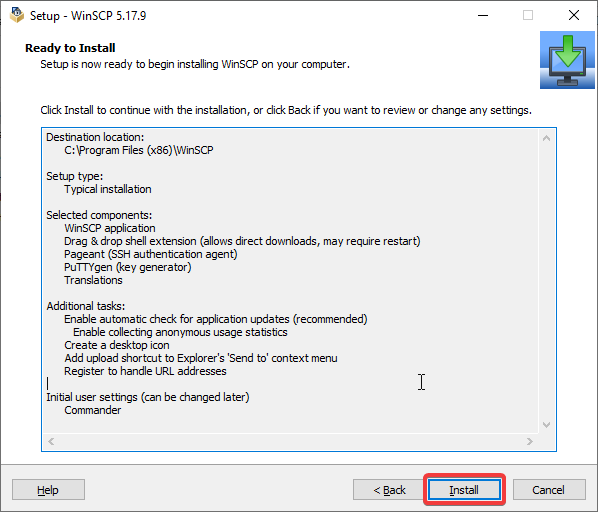 Setup - WinSCP 5.17.9
Ready to Install
Setup is now ready to begin installing WinSCP on your computer.
Click Install to continue with the installation, or click Back if you want to review or change any settings.
Destination location:
C:\Program Files (x86)\WinSCP
Setup type:
Typical installation
Selected components:
WinSCP application
Drag & drop shell extension (allows direct downloads, may require restart)
Pageant (SSH authentication agent)
PuTTYgen (key generator)
Translations
Additional tasks:
Enable automatic check for application updates (recommended)
Enable collecting anonymous usage statistics
Create a desktop icon
Add upload shortcut to Explorer's 'Send to' context menu
Register to handle URL addresses
Initial user settings (can be changed later)
Commander
Help
< Back
Install
Cancel